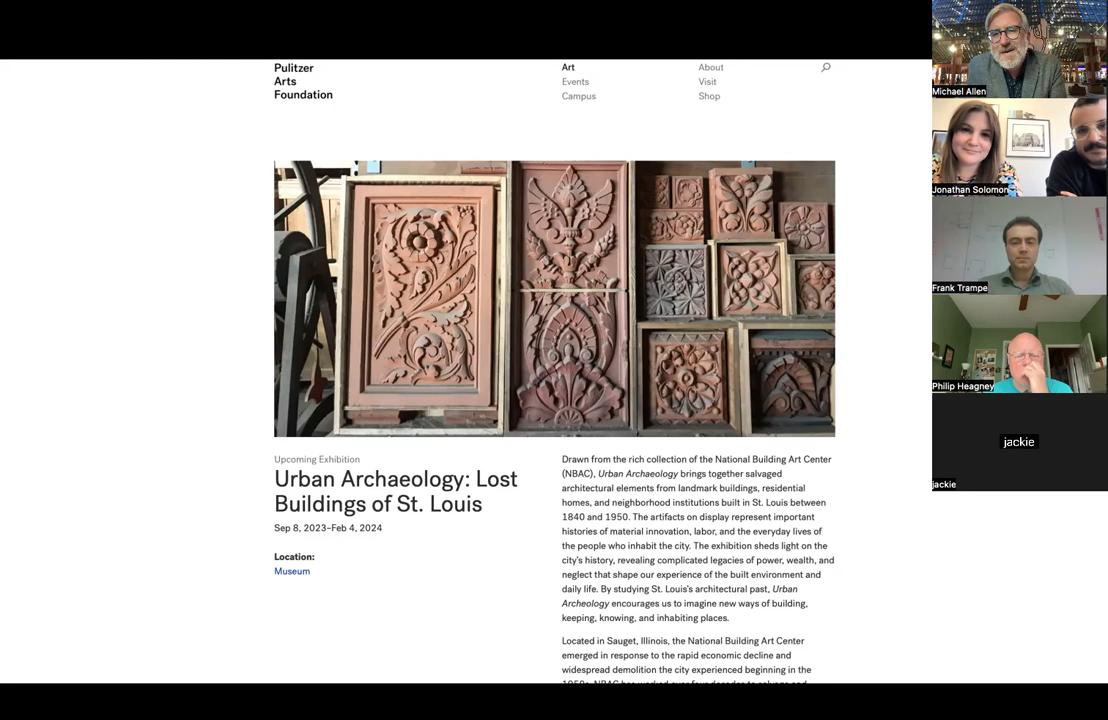 Pulitzer
Arts
Foundation
Art
Events
Campus
About
Visit
Shop
Upcoming Exhibition
Urban Archaeology: Lost
Buildings of St. Louis
Sep 8, 2023–Feb 4, 2024
Location:
Museum
Drawn from the rich collection of the National Building Art Center
(NBAC), Urban Archaeology brings together salvaged
architectural elements from landmark buildings, residential
homes, and neighborhood institutions built in St. Louis between
1840 and 1950. The artifacts on display represent important
histories of material innovation, labor, and the everyday lives of
the people who inhabit the city. The exhibition sheds light on the
city's history, revealing complicated legacies of power, wealth, and
neglect that shape our experience of the built environment and
daily life. By studying St. Louis's architectural past, Urban
Archeology encourages us to imagine new ways of building,
keeping, knowing, and inhabiting places.
Located in Sauget, Illinois, the National Building Art Center
emerged in response to the rapid economic decline and
widespread demolition the city experienced beginning in the
Michael Allen
Jonathan Solomon
Frank Trampe
Philip Heagney
jackie
jackie